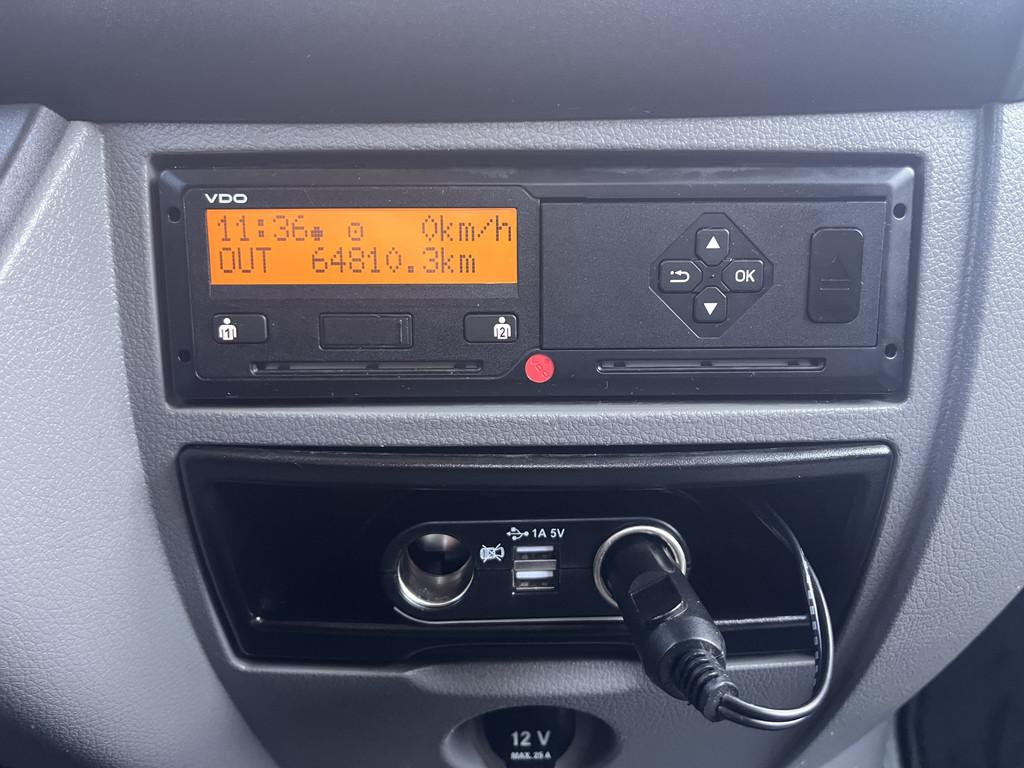 VDO
11:36 0km/h
OUT 64810.3km
1
2
OK
1A 5V
12 V
MAX. 25 A